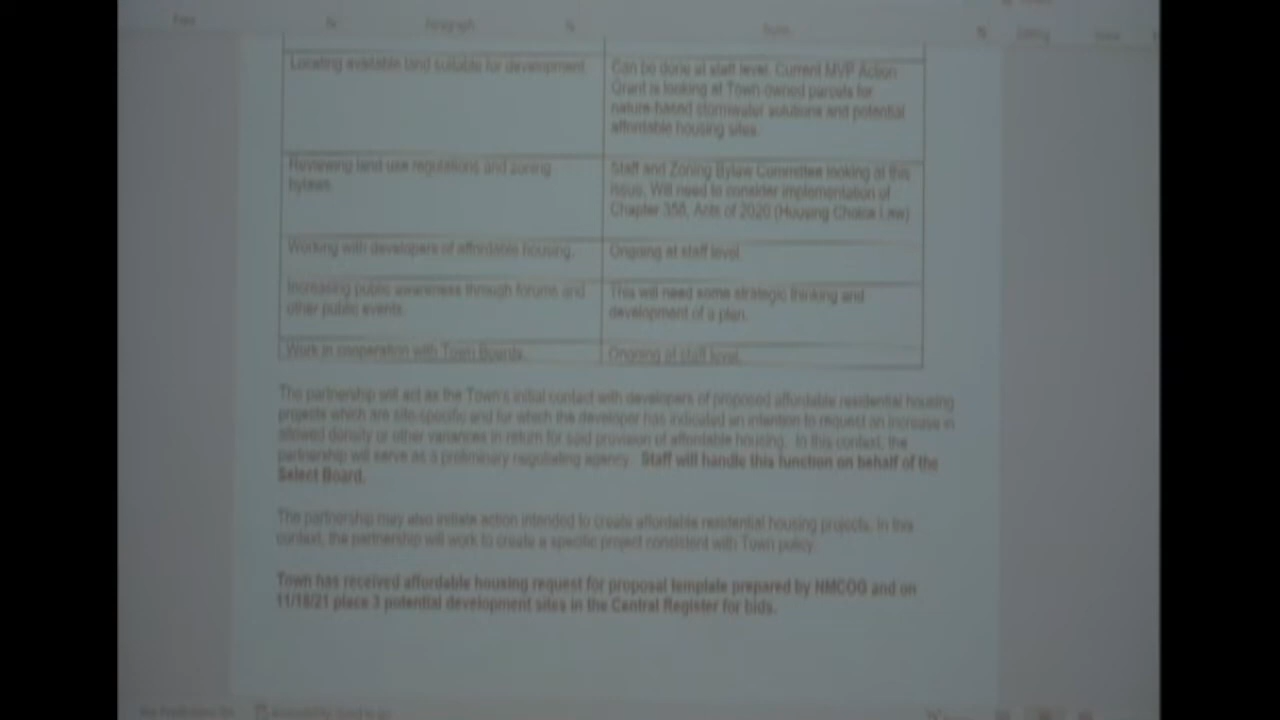 Paragraph
Styles
Editing
Locating available land suitable for development
Can be done at staff level. Current MVP Action
Grant is looking at Town-owned parcels for
nature-based stormwater solutions and potential
affordable housing sites.
Reviewing land use regulations and zoning
bylaws.
Staff and Zoning Bylaw Committee looking at this
issue. Will need to consider implementation of
Chapter 358, Acts of 2020 (Housing Choice Law)
Working with developers of affordable housing.
Ongoing at staff level.
Increasing public awareness through forums and
other public events.
This will need some strategic thinking and
development of a plan.
Work in cooperation with Town Boards.
Ongoing at staff level.
The partnership will act as the Town's initial contact with developers of proposed affordable residential housing
projects which are site-specific and for which the developer has indicated an intention to request an increase in
allowed density or other variances in return for said provision of affordable housing. In this context, the
partnership will serve as a preliminary negotiating agency. Staff will handle this function on behalf of the
Select Board.
The partnership may also initiate action intended to create affordable residential housing projects. In this
context, the partnership will work to create a specific project consistent with Town policy.
Town has received affordable housing request for proposal template prepared by NMCOG and on
11/18/21 place 3 potential development sites in the Central Register for bids.